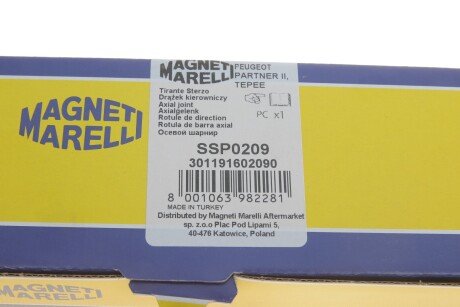 MAGNETI
MARELLI
PEUGEOT
PARTNER II,
TEPEE
Tirante Sterzo
Drążek kierowniczy
Axial joint
Axialgelenk
Rotule de direction
Rotula de barra axial
Осевой шарнир
PC x1
SSP0209
301191602090
8 001063 982281
MADE IN TURKEY
Distributed by Magneti Marelli Aftermarket
sp. z.o.o Plac Pod Lipami 5,
40-476 Katowice, Poland
MAGNETI
MARELLI
MAGNETI